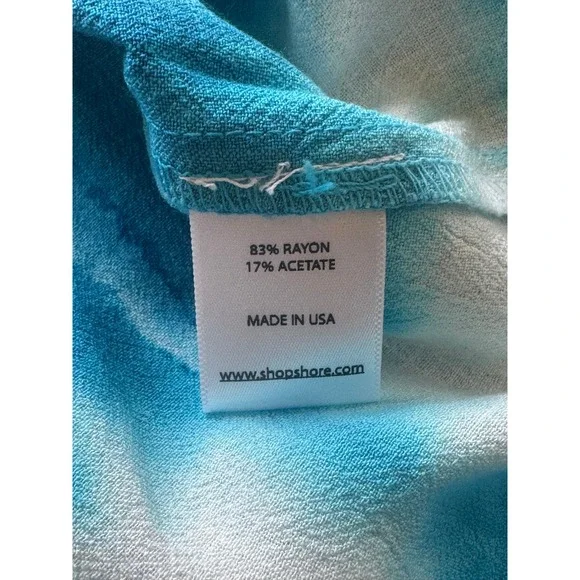 83% RAYON
17% ACETATE
MADE IN USA
www.shopshore.com